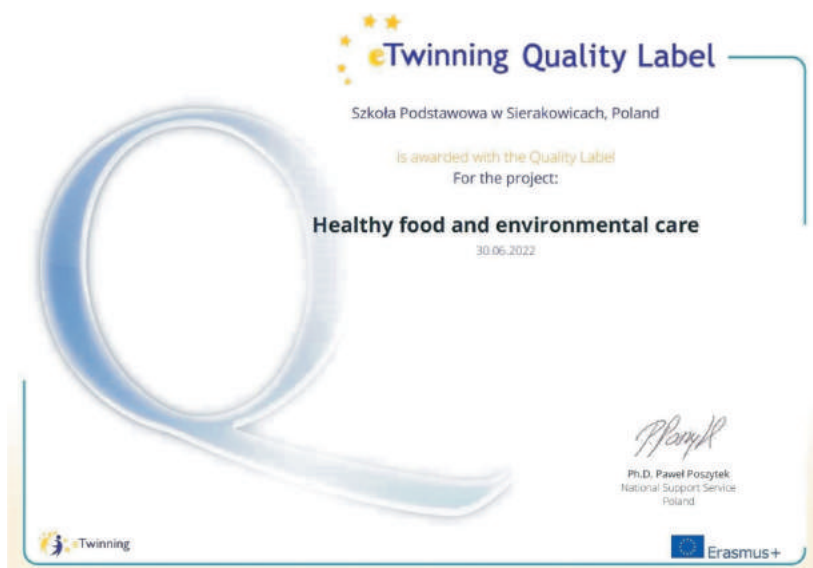 eTwinning Quality Label
Szkoła Podstawowa w Sierakowicach, Poland
is awarded with the Quality Label
For the project:
Healthy food and environmental care
30.06.2022
Ph.D. Paweł Poszytek
National Support Service
Poland
eTwinning
Erasmus+